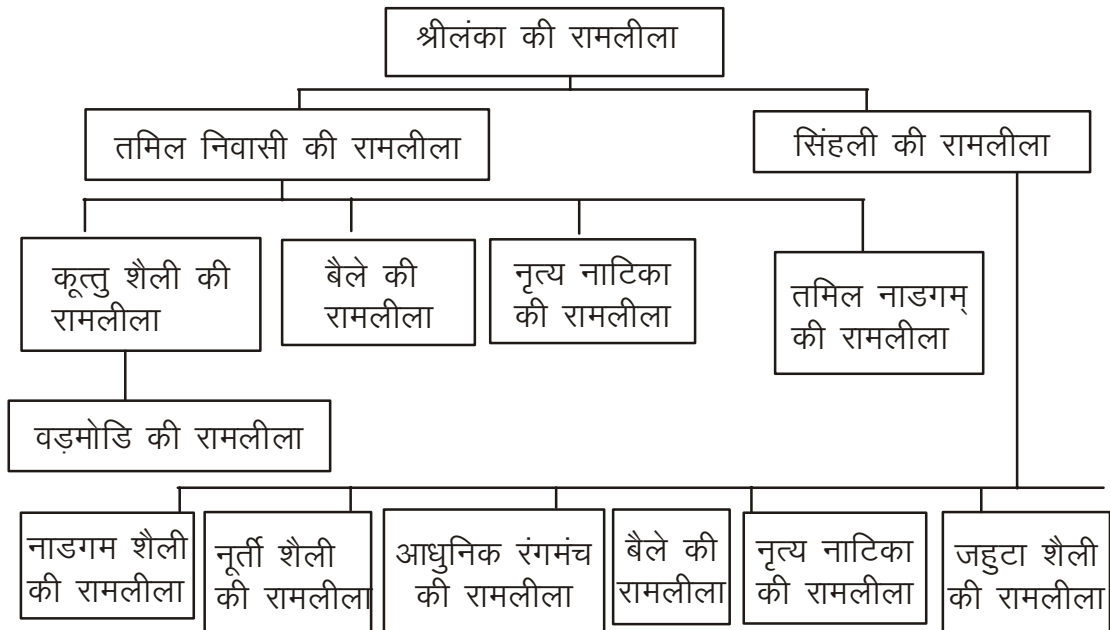 श्रीलंका की रामलीला
तमिल निवासी की रामलीला
सिंहली की रामलीला
कूत्तु शैली की
रामलीला
बैले की
रामलीला
नृत्य नाटिका
की रामलीला
तमिल नाडगम्
की रामलीला
वड़मोडि की रामलीला
नाडगम शैली
की रामलीला
नूर्ती शैली
की रामलीला
आधुनिक रंगमंच
की रामलीला
बैले की
रामलीला
नृत्य नाटिका
की रामलीला
जहुटा शैली
की रामलीला